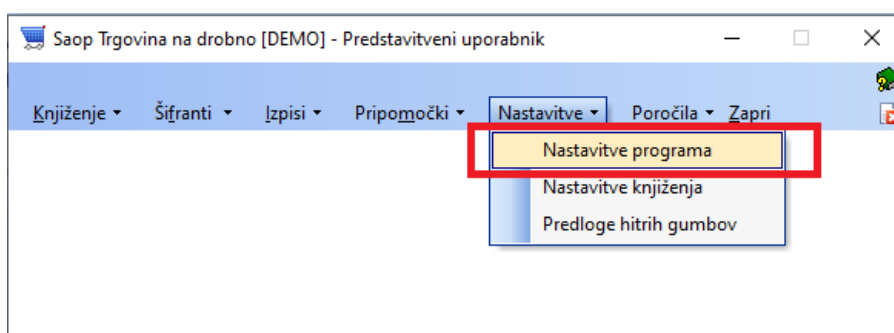 Saop Trgovina na drobno [DEMO] - Predstavitveni uporabnik
Knjiženje Šifranti Izpisi Pripomočki Nastavitve Poročila Zapri
Nastavitve programa
Nastavitve knjiženja
Predloge hitrih gumbov